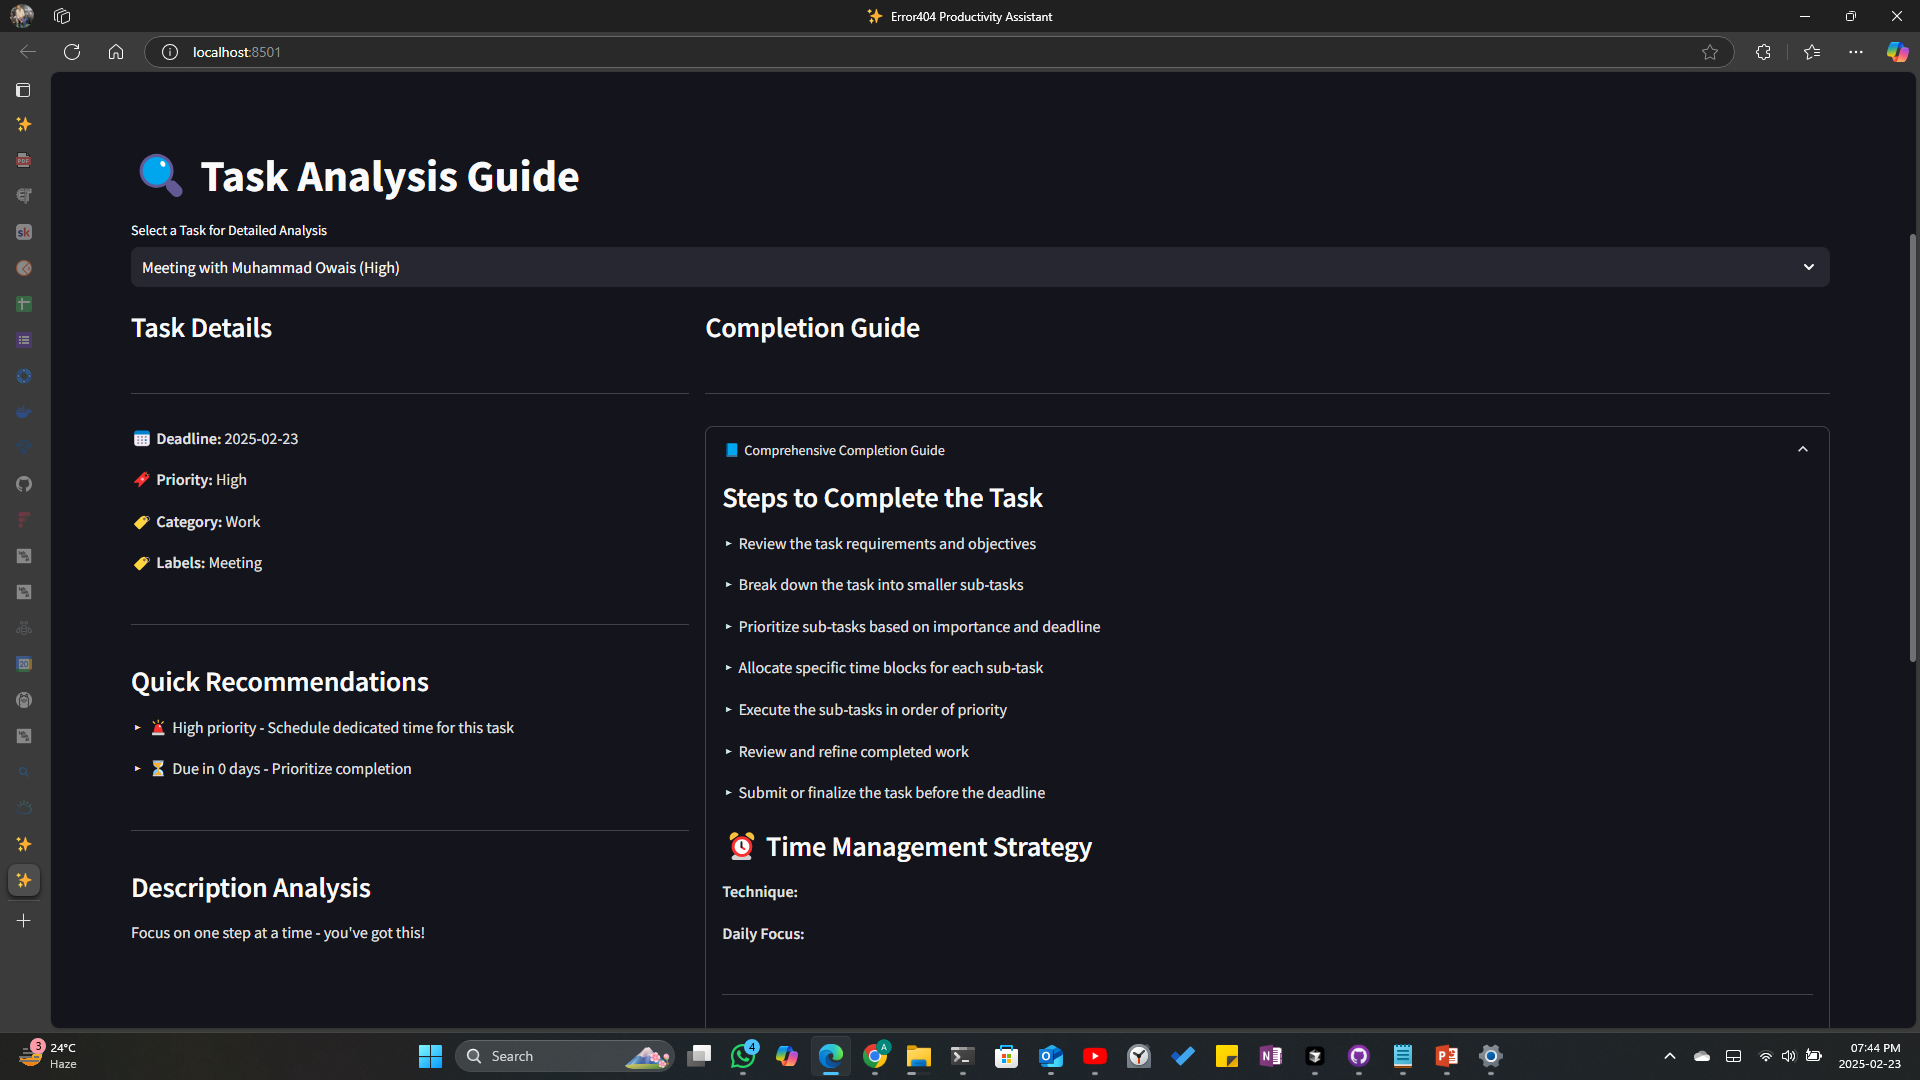 Error404 Productivity Assistant
localhost:8501
Task Analysis Guide
Select a Task for Detailed Analysis
Meeting with Muhammad Owais (High)
Task Details
Deadline: 2025-02-23
Priority: High
Category: Work
Labels: Meeting
Quick Recommendations
High priority - Schedule dedicated time for this task
Due in 0 days - Prioritize completion
Description Analysis
Focus on one step at a time - you've got this!
Completion Guide
Comprehensive Completion Guide
Steps to Complete the Task
Review the task requirements and objectives
Break down the task into smaller sub-tasks
Prioritize sub-tasks based on importance and deadline
Allocate specific time blocks for each sub-task
Execute the sub-tasks in order of priority
Review and refine completed work
Submit or finalize the task before the deadline
Time Management Strategy
Technique:
Daily Focus:
PDF
sk
20
3
24°C
Haze
Search
4
A
07:44 PM
2025-02-23